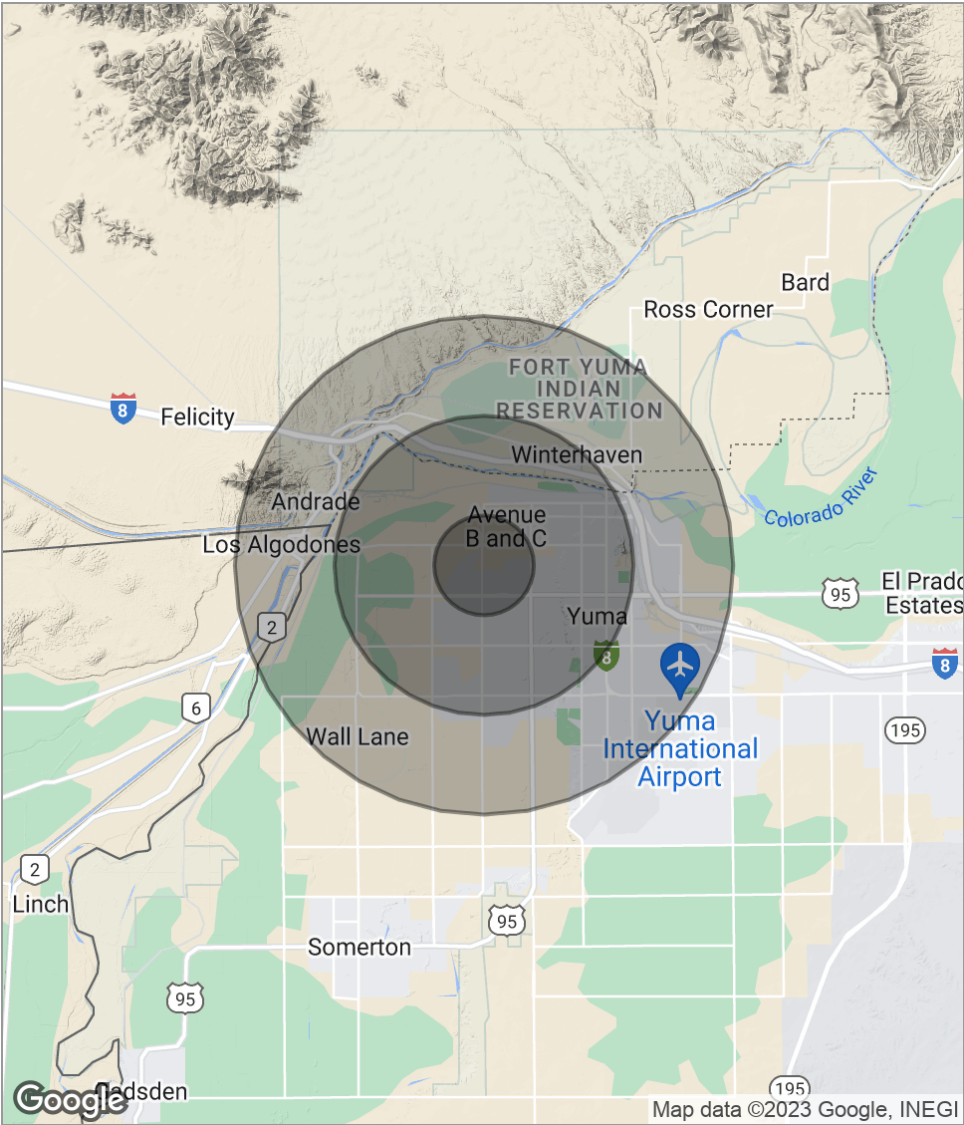 Bard
Ross Corner
FORT YUMA
INDIAN
RESERVATION
8
Felicity
Winterhaven
Andrade
Colorado River
Avenue
B and C
Los Algodones
El Prado
Estates
95
Yuma
2
8
8
6
Yuma
International
Airport
195
Wall Lane
2
Linch
95
Somerton
95
195
Gadsden
Google
Map data ©2023 Google, INEGI